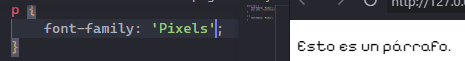 p {
http://127.0.
font-family: 'Pixels';
Esto es un párrafo.
}